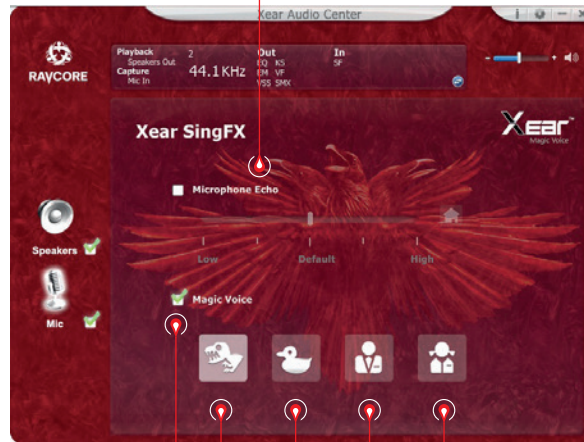 Xear Audio Center
RAVCORE
Playback
Speakers Out
Capture
Mic In
2
44.1KHz
Out
EQ KS
EM VF
VSS SMX
In
SF
Xear SingFX
Xear
Magic Voice
Microphone Echo
Low Default High
Speakers
Magic Voice
Mic